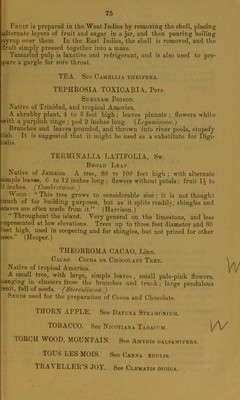 75
Fruit is prepared in the West Indies by removing the shell, placing
alternate layers of fruit and sugar in a jar, and then pouring boiling
syrup over them. In the East Indies, the shell is removed, and the
fruit simply pressed together into a mass.
Tamarind pulp is laxative and refrigerant, and is also used to pre-
pare a gargle for sore throat
TEA. See Camellia theifera.
TEPHROSIA TOXICARIA, Pers.
Surinam Poison.
Native of Trinidad, and tropical America.
A shrubby plant, 4 to 5 feet high; leaves pinnate; flowers white
with a purplish tinge; pod 2 inches long. (Leguminosæ.)
Branches and leaves pounded, and thrown into river pools, stupefy
fish. It is suggested that it might be used as a substitute for Digi-
talis.
TERMINALIA LATIFOLIA, Sw.
Broad Leaf.
Native of Jamaica A tree, 80 to 100 feet high; with alternate
simple leaves, 6 to 12 inches long; flowers without petals: fruit 1½ to
2 inches. (Combretaceæ.)
Wood "This tree grows to considerable size; it is not thought
much of for building purposes, but as it splits readily, shingles and
staves are often made from it." (Harrison.)
"Throughout the island. Very general on the limestone, and less
represented at low elevations. Trees up to three feet diameter and 80
feet high, used in coopering and for shingles, but not prized for other
uses." (Hooper.)
THEOBROMA CACAO, Linn.
Cacao Cocoa or Chocolate Tree.
Native of tropical America.
A small tree, with large, simple leaves, small pale-pink flowers,
hanging in clusters from the branches and trunk; large pendulous
fruit, full of seeds. (Sterculiaceæ.)
Seeds used for the preparation of Cocoa and Chocolate
THORN APPLE. See Datura Stramonium.
TOBACCO. See Nicotiana Tabacum.
TORCH WOOD, MOUNTAIN. See Amyris balsamifera.
TOUS LES MOIS. See Canna edulis.
TRAVELLER'S JOY. See Clematis dioica.